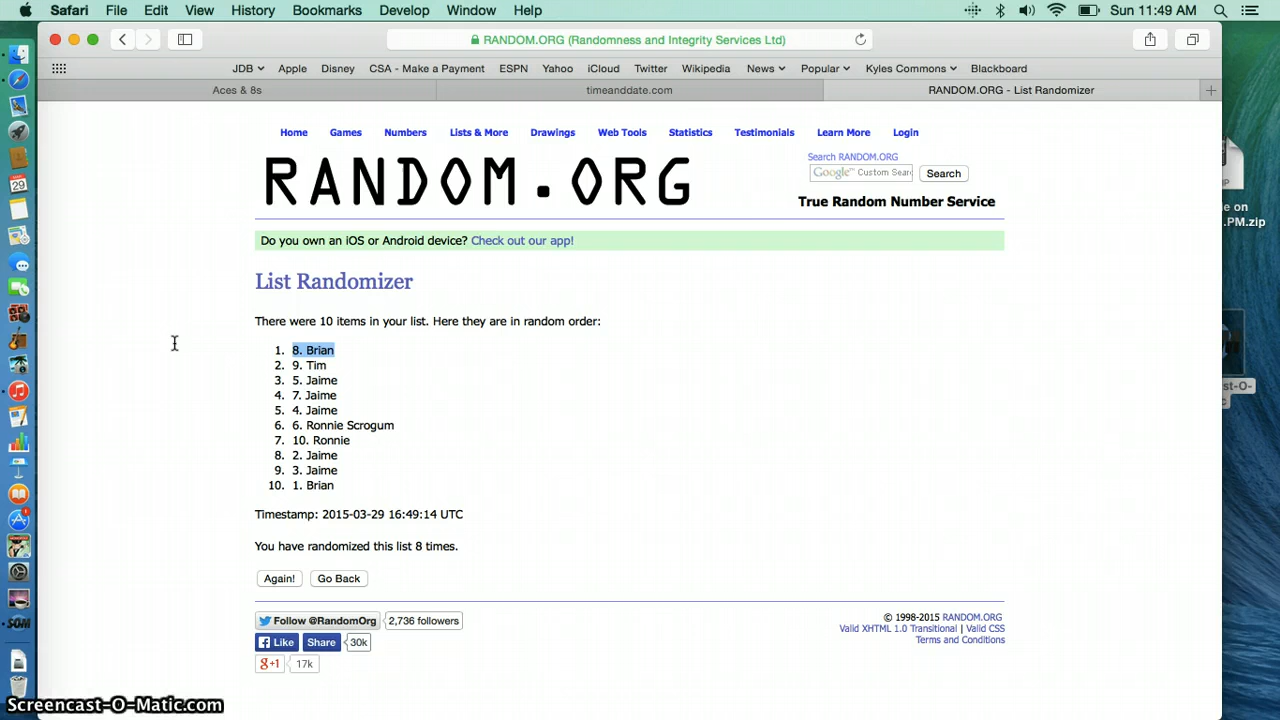 Safari File Edit View History Bookmarks Develop Window Help Sun 11:49 AM
RANDOM.ORG (Randomness and Integrity Services Ltd)
JDB Apple Disney CSA - Make a Payment ESPN Yahoo iCloud Twitter Wikipedia News Popular Kyles Commons Blackboard
Aces & 8s timeanddate.com RANDOM.ORG - List Randomizer
Home Games Numbers Lists & More Drawings Web Tools Statistics Testimonials Learn More Login
Search RANDOM.ORG
RANDOM.ORG
Google™ Custom Sear Search
True Random Number Service
Do you own an iOS or Android device? Check out our app!
List Randomizer
There were 10 items in your list. Here they are in random order:
1. 8. Brian
2. 9. Tim
3. 5. Jaime
4. 7. Jaime
5. 4. Jaime
6. 6. Ronnie Scrogum
7. 10. Ronnie
8. 2. Jaime
9. 3. Jaime
10. 1. Brian
Timestamp: 2015-03-29 16:49:14 UTC
You have randomized this list 8 times.
Again! Go Back
Follow @RandomOrg 2,736 followers
Like Share 30k
g+1 17k
© 1998-2015 RANDOM.ORG
Valid XHTML 1.0 Transitional | Valid CSS
Terms and Conditions
29
SOM
.PM.zip
Screencast-O-Matic.com